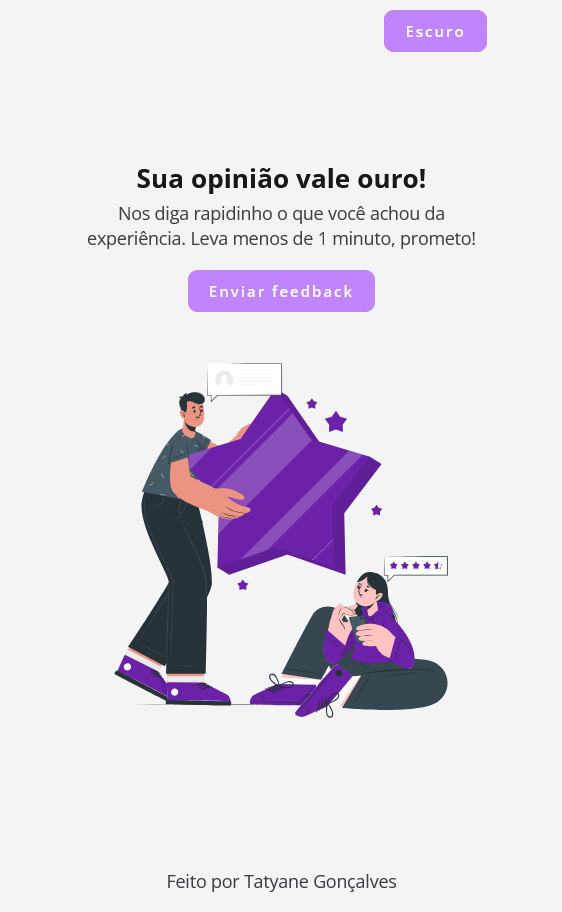 Escuro
Sua opinião vale ouro!
Nos diga rapidinho o que você achou da
experiência. Leva menos de 1 minuto, prometo!
Enviar feedback
Feito por Tatyane Gonçalves